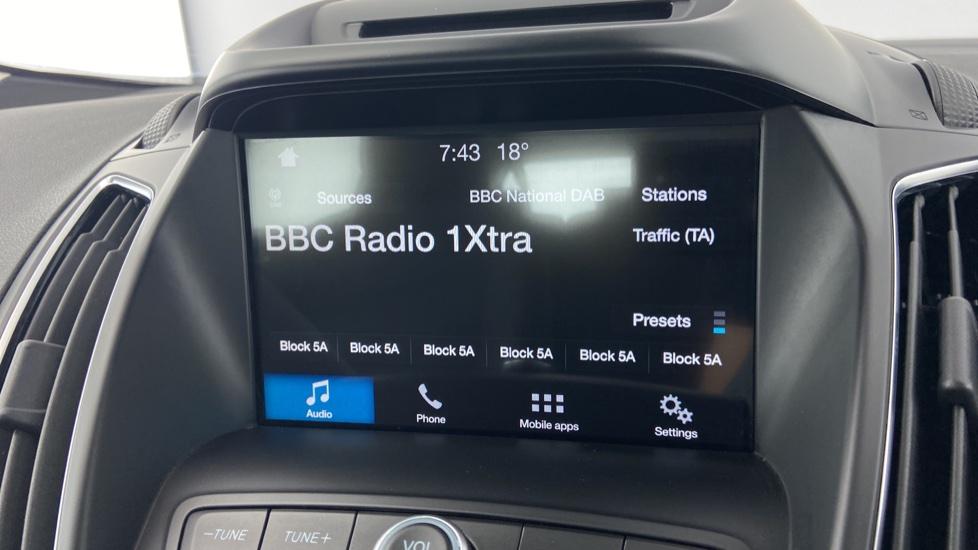 7:43 18°
Sources BBC National DAB Stations
BBC Radio 1Xtra Traffic (TA)
Presets
Block 5A Block 5A Block 5A Block 5A Block 5A Block 5A
Audio Phone Mobile apps Settings
−TUNE TUNE+ VOL